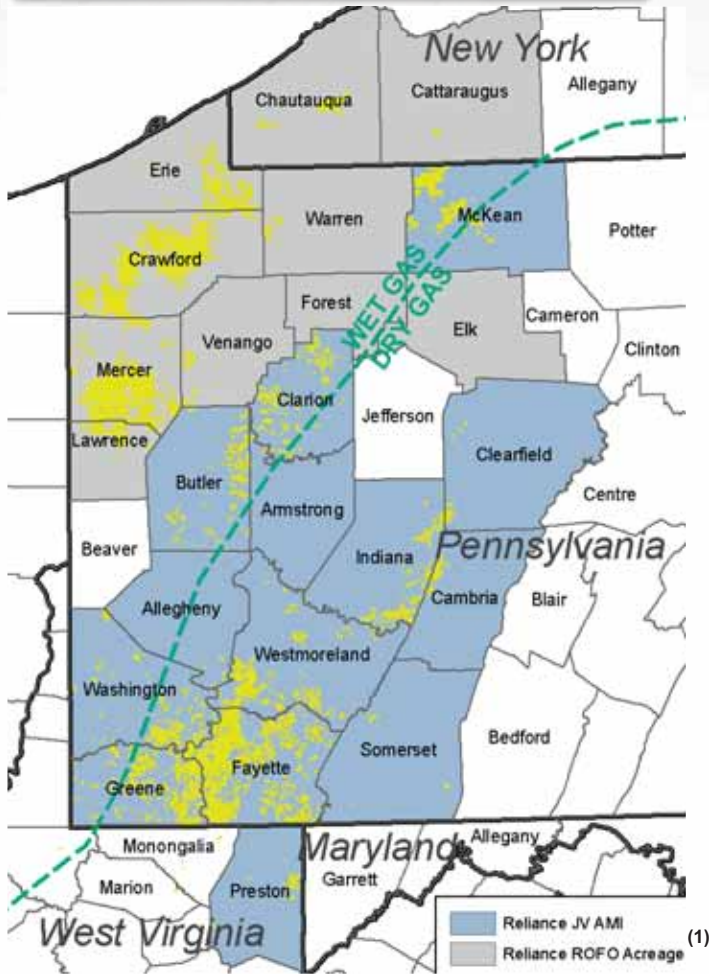 New York
Chautauqua
Cattaraugus
Allegany
Erie
Warren
McKean
Potter
Crawford
WET GAS
DRY GAS
Forest
Elk
Cameron
Venango
Clinton
Mercer
Clarion
Jefferson
Lawrence
Clearfield
Butler
Armstrong
Centre
Beaver
Indiana
Pennsylvania
Allegheny
Cambria
Blair
Westmoreland
Washington
Somerset
Bedford
Fayette
Greene
Monongalia
Maryland
Allegany
Garrett
Marion
Preston
West Virginia
Reliance JV AMI
(1)
Reliance ROFO Acreage